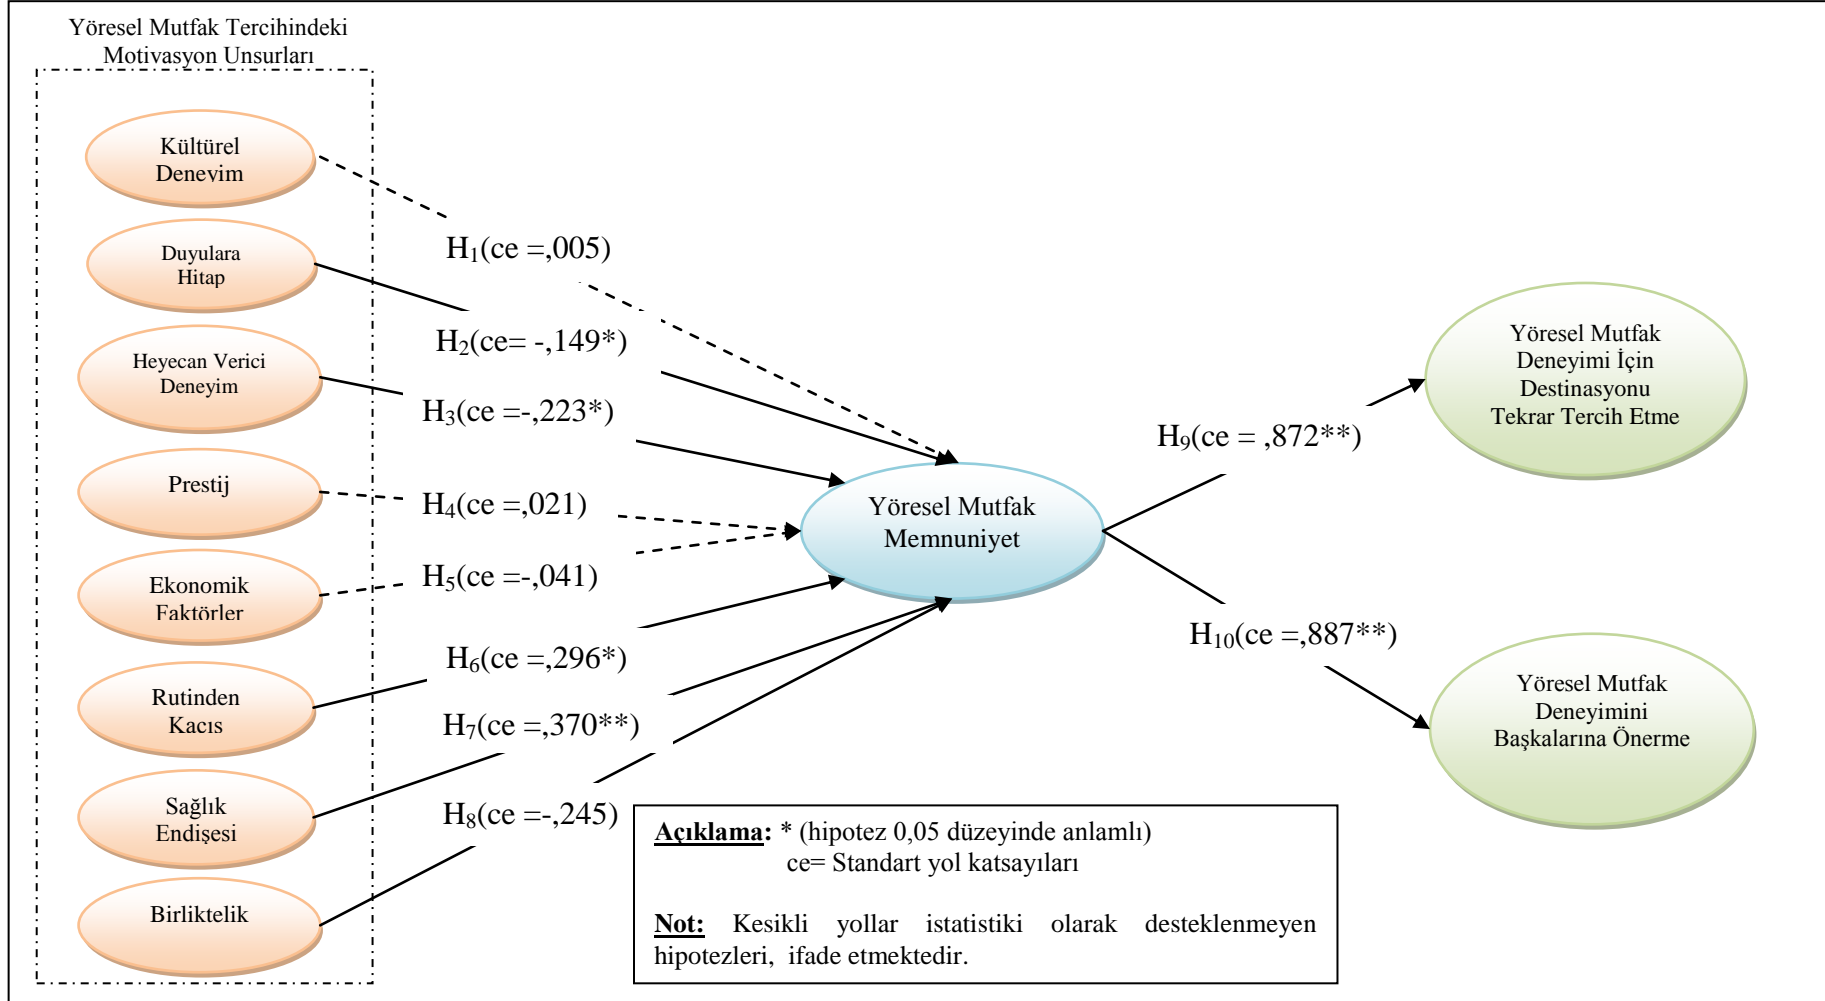 Yöresel Mutfak Tercihindeki
Motivasyon Unsurları
Kültürel
Denevim
Duyulara
Hitap
Heyecan Verici
Deneyim
Prestij
Ekonomik
Faktörler
Rutinden
Kacıs
Sağlık
Endişesi
Birliktelik
H₁(ce =,005)
H₂(ce= -,149*)
H₃(ce =-,223*)
H₄(ce =,021)
H₅(ce =-,041)
H₆(ce =,296*)
H₇(ce =,370**)
H₈(ce =-,245)
Yöresel Mutfak
Memnuniyet
H₉(ce = ,872**)
H₁₀(ce =,887**)
Yöresel Mutfak
Deneyimi İçin
Destinasyonu
Tekrar Tercih Etme
Yöresel Mutfak
Deneyimini
Başkalarına Önerme
Açıklama: * (hipotez 0,05 düzeyinde anlamlı)
ce= Standart yol katsayıları
Not: Kesikli yollar istatistiki olarak desteklenmeyen
hipotezleri, ifade etmektedir.